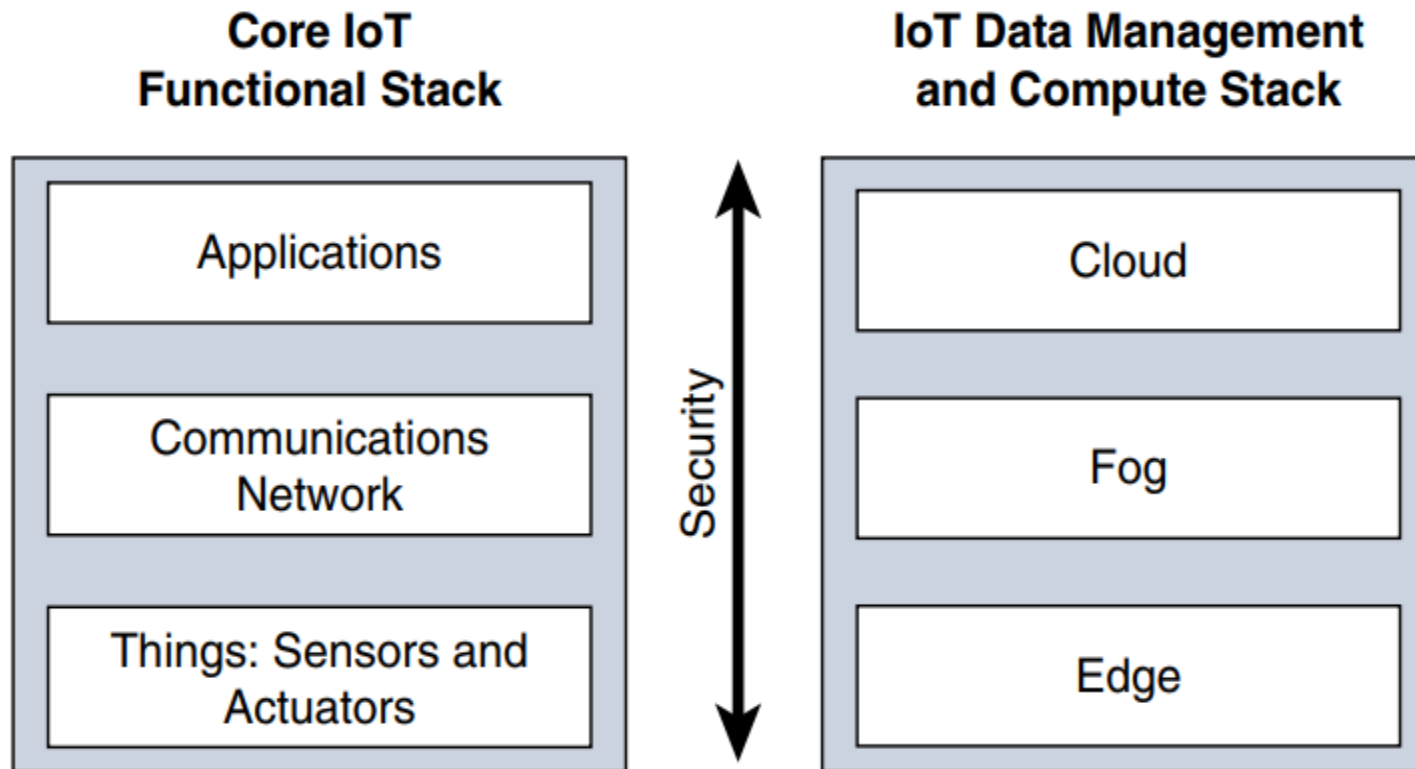 Core IoT
Functional Stack
IoT Data Management
and Compute Stack
Applications
Communications
Network
Things: Sensors and
Actuators
Security
Cloud
Fog
Edge